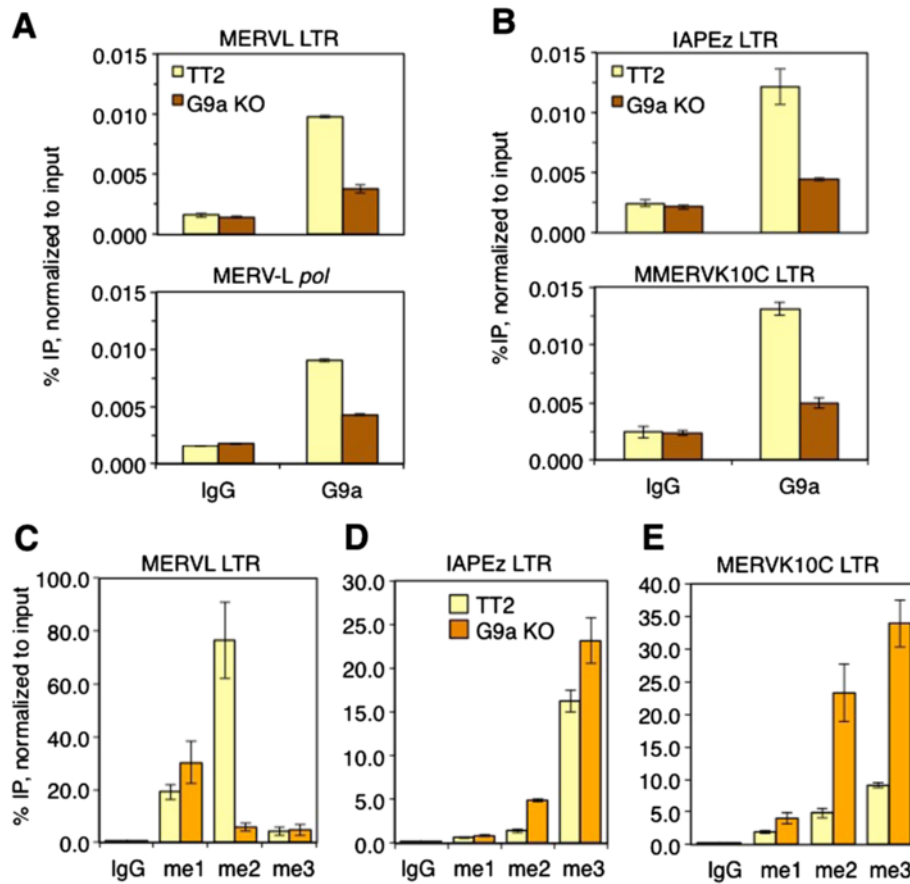 A
MERVL LTR
0.015
0.010
0.005
0.000
TT2
G9a KO
MERV-L pol
0.015
0.010
0.005
0.000
IgG G9a
% IP, normalized to input
B
IAPEz LTR
0.015
0.010
0.005
0.000
TT2
G9a KO
MMERVK10C LTR
0.015
0.010
0.005
0.000
IgG G9a
%IP, normalized to input
C
MERVL LTR
100.0
80.0
60.0
40.0
20.0
0.0
IgG me1 me2 me3
% IP, normalized to input
D
IAPEz LTR
30.0
25.0
20.0
15.0
10.0
5.0
0.0
TT2
G9a KO
IgG me1 me2 me3
E
MERVK10C LTR
40.0
35.0
30.0
25.0
20.0
15.0
10.0
5.0
0.0
IgG me1 me2 me3